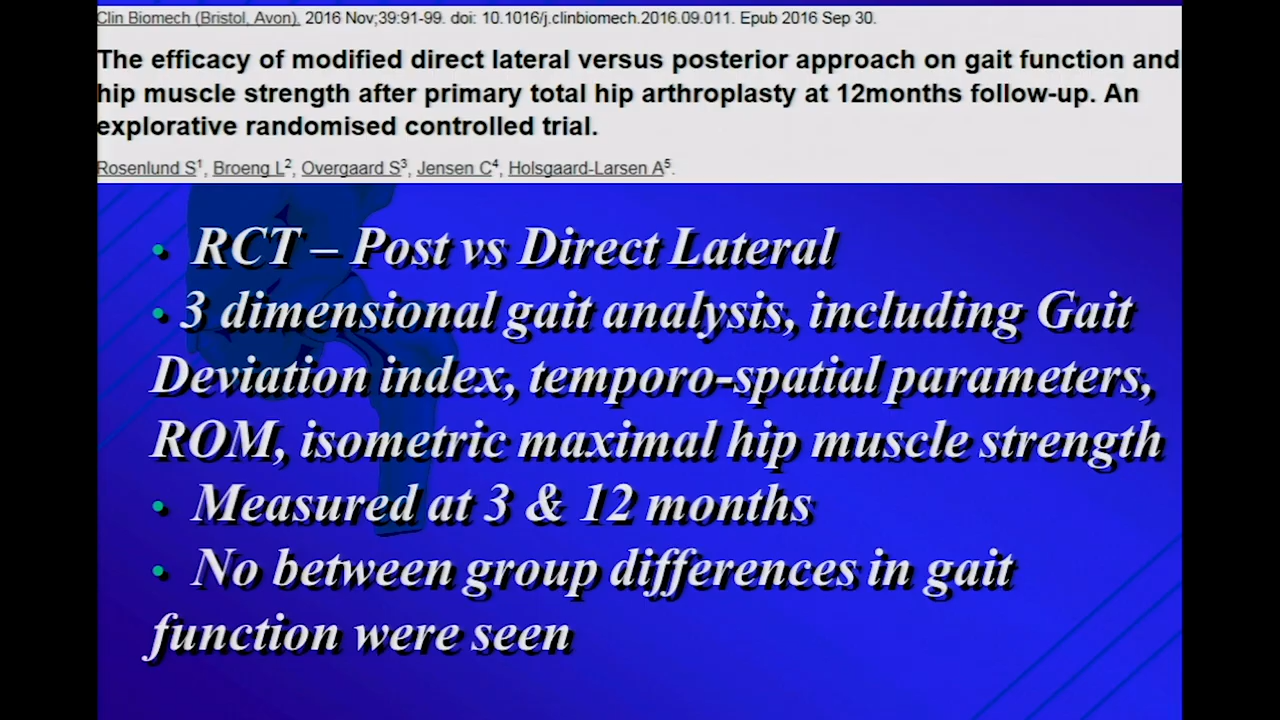 Clin Biomech (Bristol, Avon). 2016 Nov;39:91-99. doi: 10.1016/j.clinbiomech.2016.09.011. Epub 2016 Sep 30.
The efficacy of modified direct lateral versus posterior approach on gait function and
hip muscle strength after primary total hip arthroplasty at 12months follow-up. An
explorative randomised controlled trial.
Rosenlund S1, Broeng L2, Overgaard S3, Jensen C4, Holsgaard-Larsen A5.
• RCT – Post vs Direct Lateral
• 3 dimensional gait analysis, including Gait
Deviation index, temporo-spatial parameters,
ROM, isometric maximal hip muscle strength
• Measured at 3 & 12 months
• No between group differences in gait
function were seen